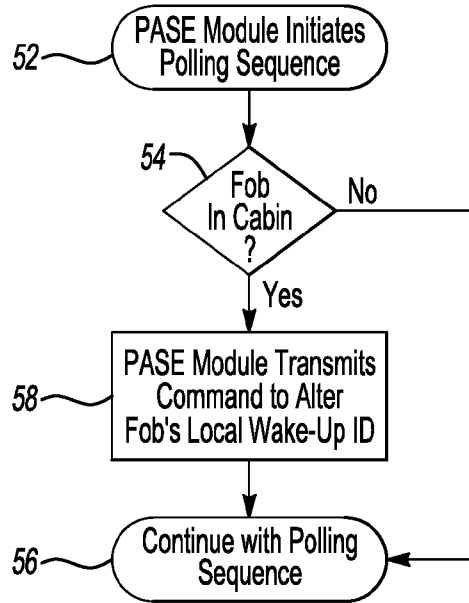 52
PASE Module Initiates
Polling Sequence
54
Fob
In Cabin
?
No
Yes
58
PASE Module Transmits
Command to Alter
Fob's Local Wake-Up ID
56
Continue with Polling
Sequence